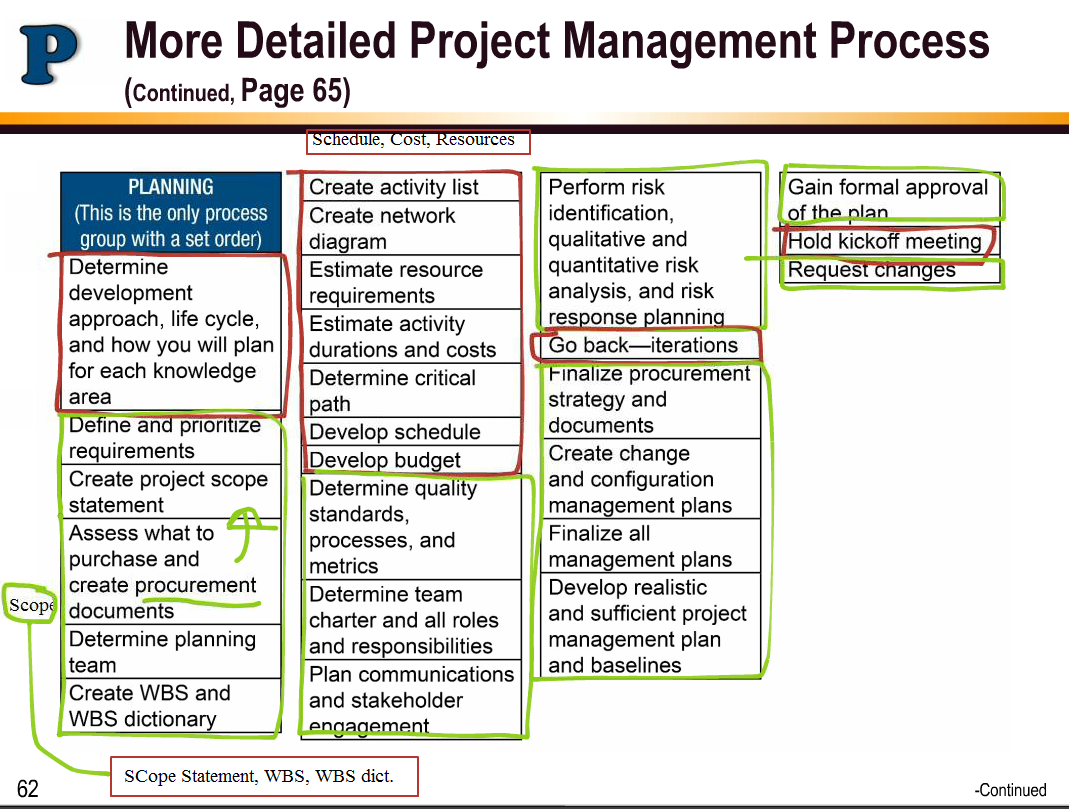 P
More Detailed Project Management Process
(Continued, Page 65)
Schedule, Cost, Resources
PLANNING
(This is the only process
group with a set order)
Determine
development
approach, life cycle,
and how you will plan
for each knowledge
area
Define and prioritize
requirements
Create project scope
statement
Assess what to
purchase and
create procurement
documents
Determine planning
team
Create WBS and
WBS dictionary
Scope
SCope Statement, WBS, WBS dict.
Create activity list
Create network
diagram
Estimate resource
requirements
Estimate activity
durations and costs
Determine critical
path
Develop schedule
Develop budget
Determine quality
standards,
processes, and
metrics
Determine team
charter and all roles
and responsibilities
Plan communications
and stakeholder
engagement
Perform risk
identification,
qualitative and
quantitative risk
analysis, and risk
response planning
Go back—iterations
Finalize procurement
strategy and
documents
Create change
and configuration
management plans
Finalize all
management plans
Develop realistic
and sufficient project
management plan
and baselines
Gain formal approval
of the plan
Hold kickoff meeting
Request changes
62
-Continued